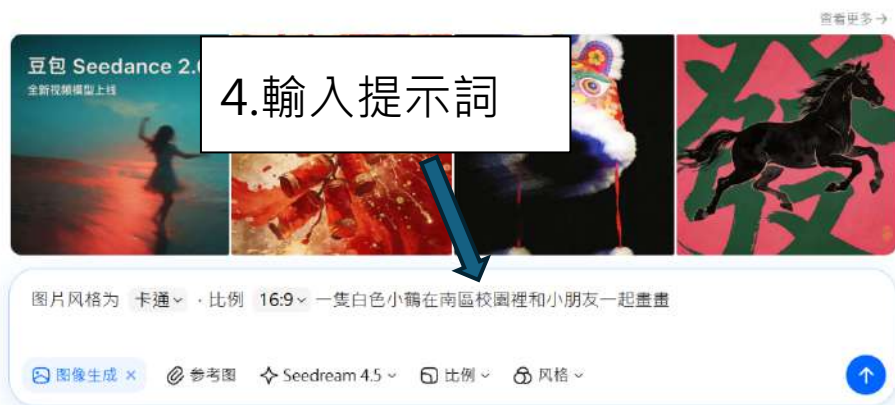 查看更多→
豆包 Seedance 2.
全新视频模型上线
4.輸入提示詞
图片风格为 卡通 · 比例 16:9 一隻白色小鶴在南區校園裡和小朋友一起畫畫
图像生成 × 参考图 Seedream 4.5 比例 风格
發